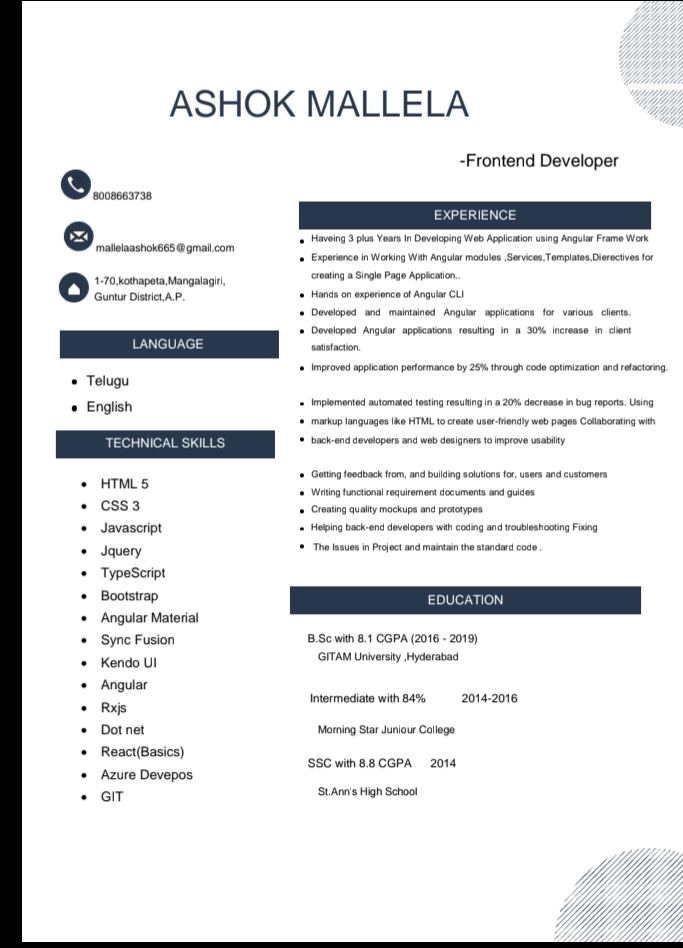 ASHOK MALLELA
-Frontend Developer
8008663738
mallelaashok665@gmail.com
1-70,kothapeta,Mangalagiri,
Guntur District,A.P.
LANGUAGE
• Telugu
• English
TECHNICAL SKILLS
• HTML 5
• CSS 3
• Javascript
• Jquery
• TypeScript
• Bootstrap
• Angular Material
• Sync Fusion
• Kendo UI
• Angular
• Rxjs
• Dot net
• React(Basics)
• Azure Devepos
• GIT
EXPERIENCE
• Haveing 3 plus Years In Developing Web Application using Angular Frame Work
• Experience in Working With Angular modules ,Services,Templates,Dierectives for
creating a Single Page Application..
• Hands on experience of Angular CLI
• Developed and maintained Angular applications for various clients.
• Developed Angular applications resulting in a 30% increase in client
satisfaction.
• Improved application performance by 25% through code optimization and refactoring.
• Implemented automated testing resulting in a 20% decrease in bug reports. Using
• markup languages like HTML to create user-friendly web pages Collaborating with
• back-end developers and web designers to improve usability
• Getting feedback from, and building solutions for, users and customers
• Writing functional requirement documents and guides
• Creating quality mockups and prototypes
• Helping back-end developers with coding and troubleshooting Fixing
• The Issues in Project and maintain the standard code .
EDUCATION
B.Sc with 8.1 CGPA (2016 - 2019)
GITAM University ,Hyderabad
Intermediate with 84% 2014-2016
Morning Star Juniour College
SSC with 8.8 CGPA 2014
St.Ann's High School